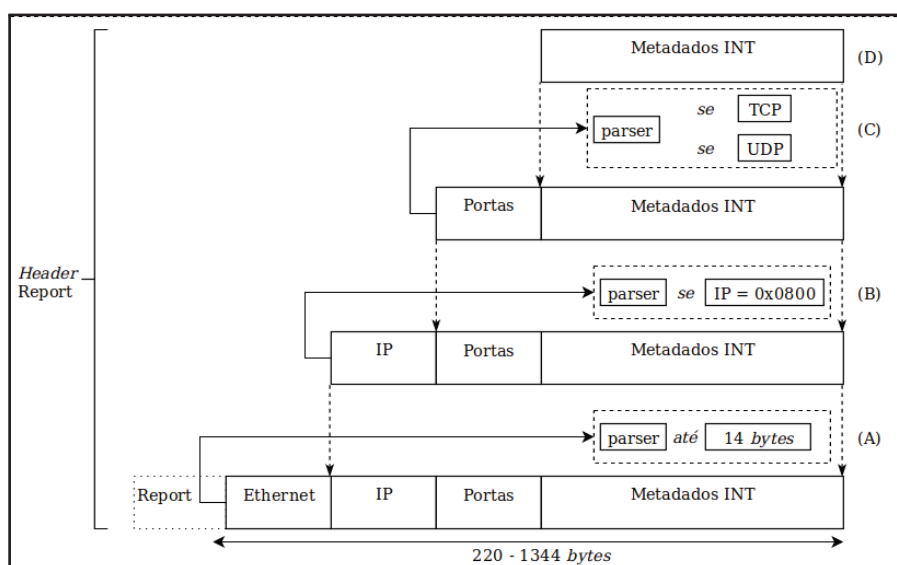 Metadados INT
(D)
se TCP
parser
(C)
se UDP
Portas Metadados INT
Header
Report
parser se IP = 0x0800
(B)
IP Portas Metadados INT
parser até 14 bytes
(A)
Report Ethernet IP Portas Metadados INT
220 - 1344 bytes